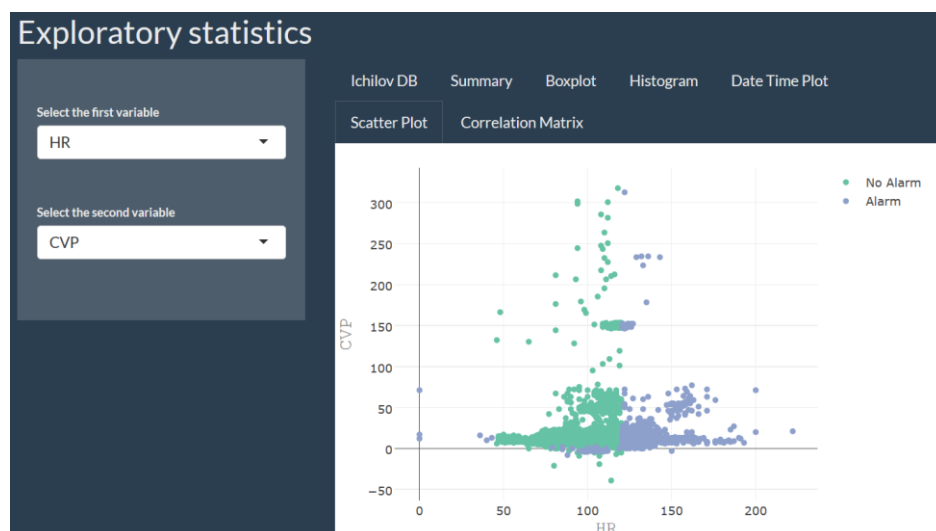 Exploratory statistics
Select the first variable
HR
Select the second variable
CVP
Ichilov DB Summary Boxplot Histogram Date Time Plot
Scatter Plot Correlation Matrix
No Alarm
Alarm
300
250
200
150
100
50
0
−50
CVP
0 50 100 150 200
HR